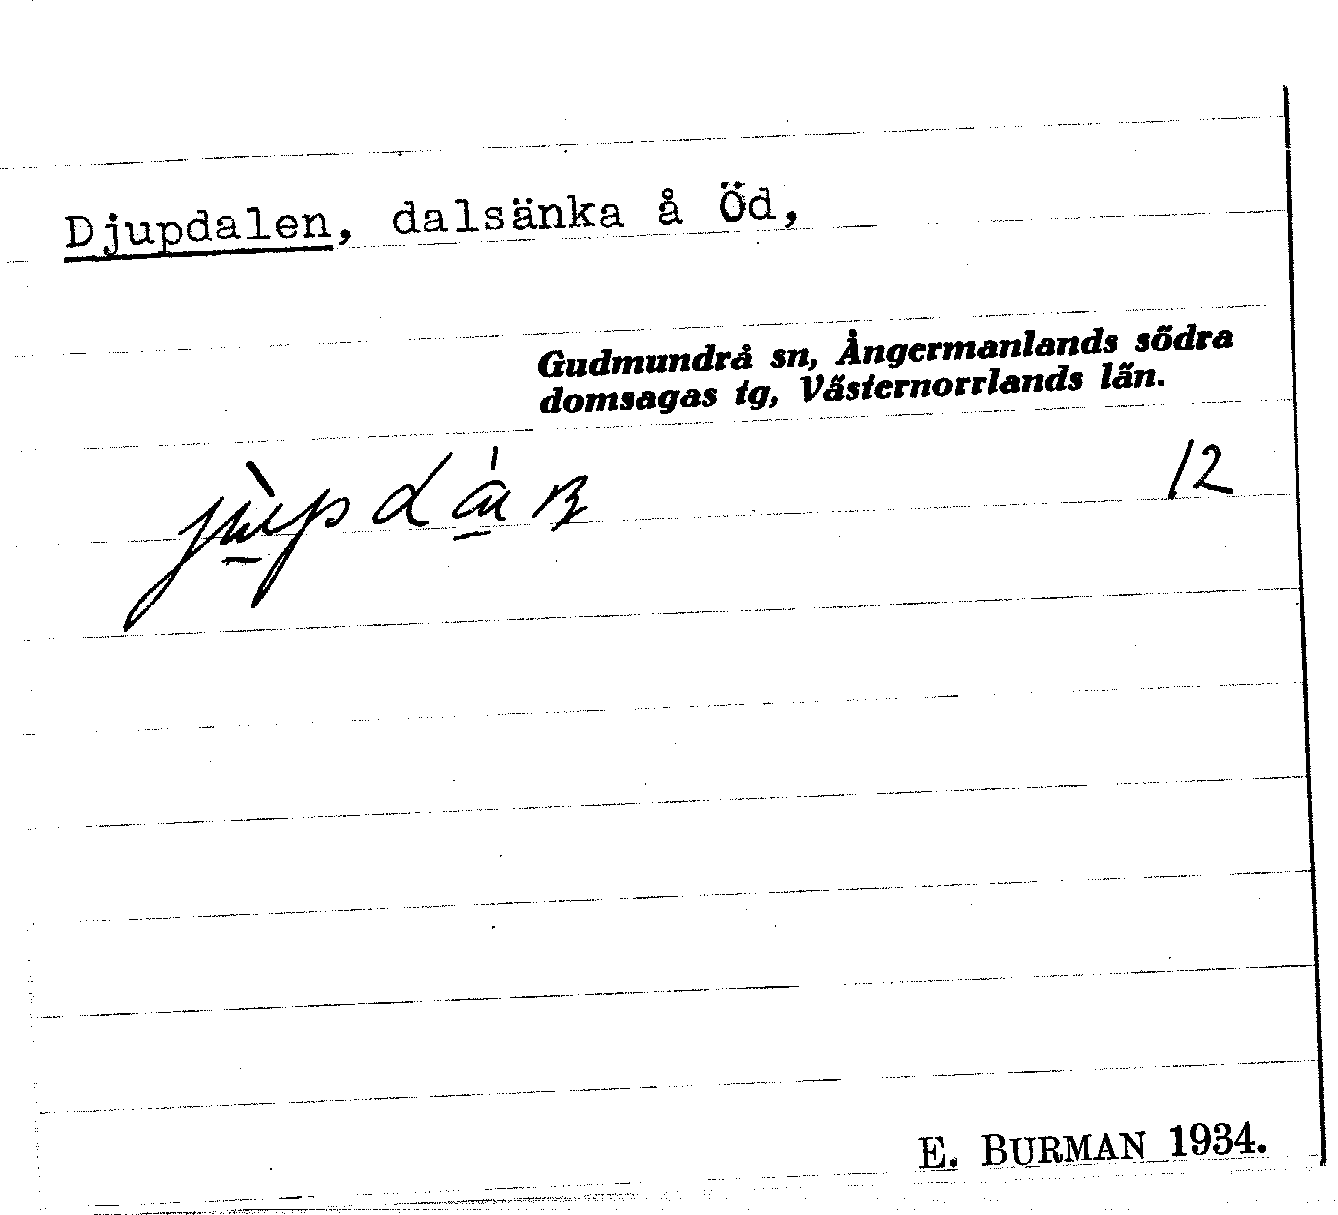 Djupdalen, dalsänka å Öd,
Gudmundrå sn, Ångermanlands södra
domsagas tg, Västernorrlands län.
12
E. BURMAN 1934.